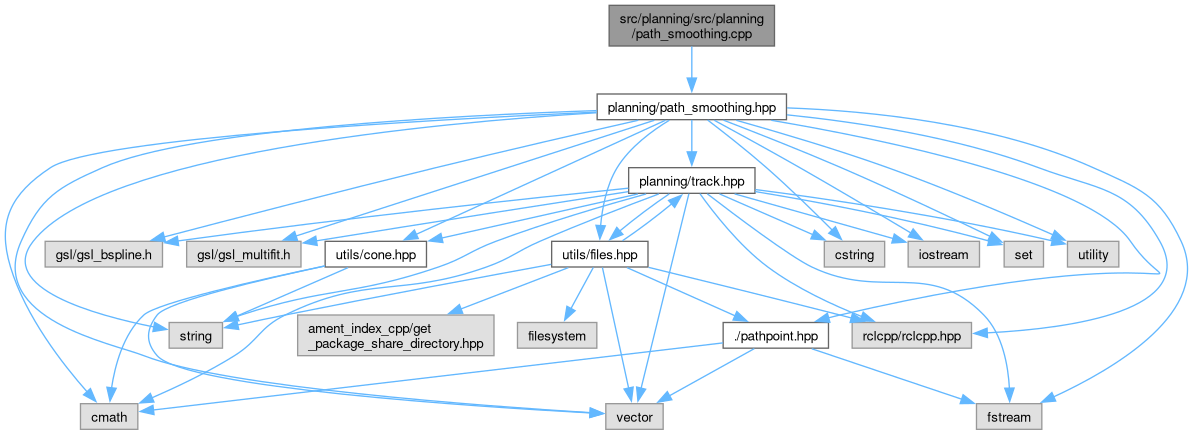 src/planning/src/planning
/path_smoothing.cpp
planning/path_smoothing.hpp
planning/track.hpp
gsl/gsl_bspline.h
gsl/gsl_multifit.h
utils/cone.hpp
utils/files.hpp
cstring
iostream
set
utility
string
ament_index_cpp/get
_package_share_directory.hpp
filesystem
./pathpoint.hpp
rclcpp/rclcpp.hpp
cmath
vector
fstream